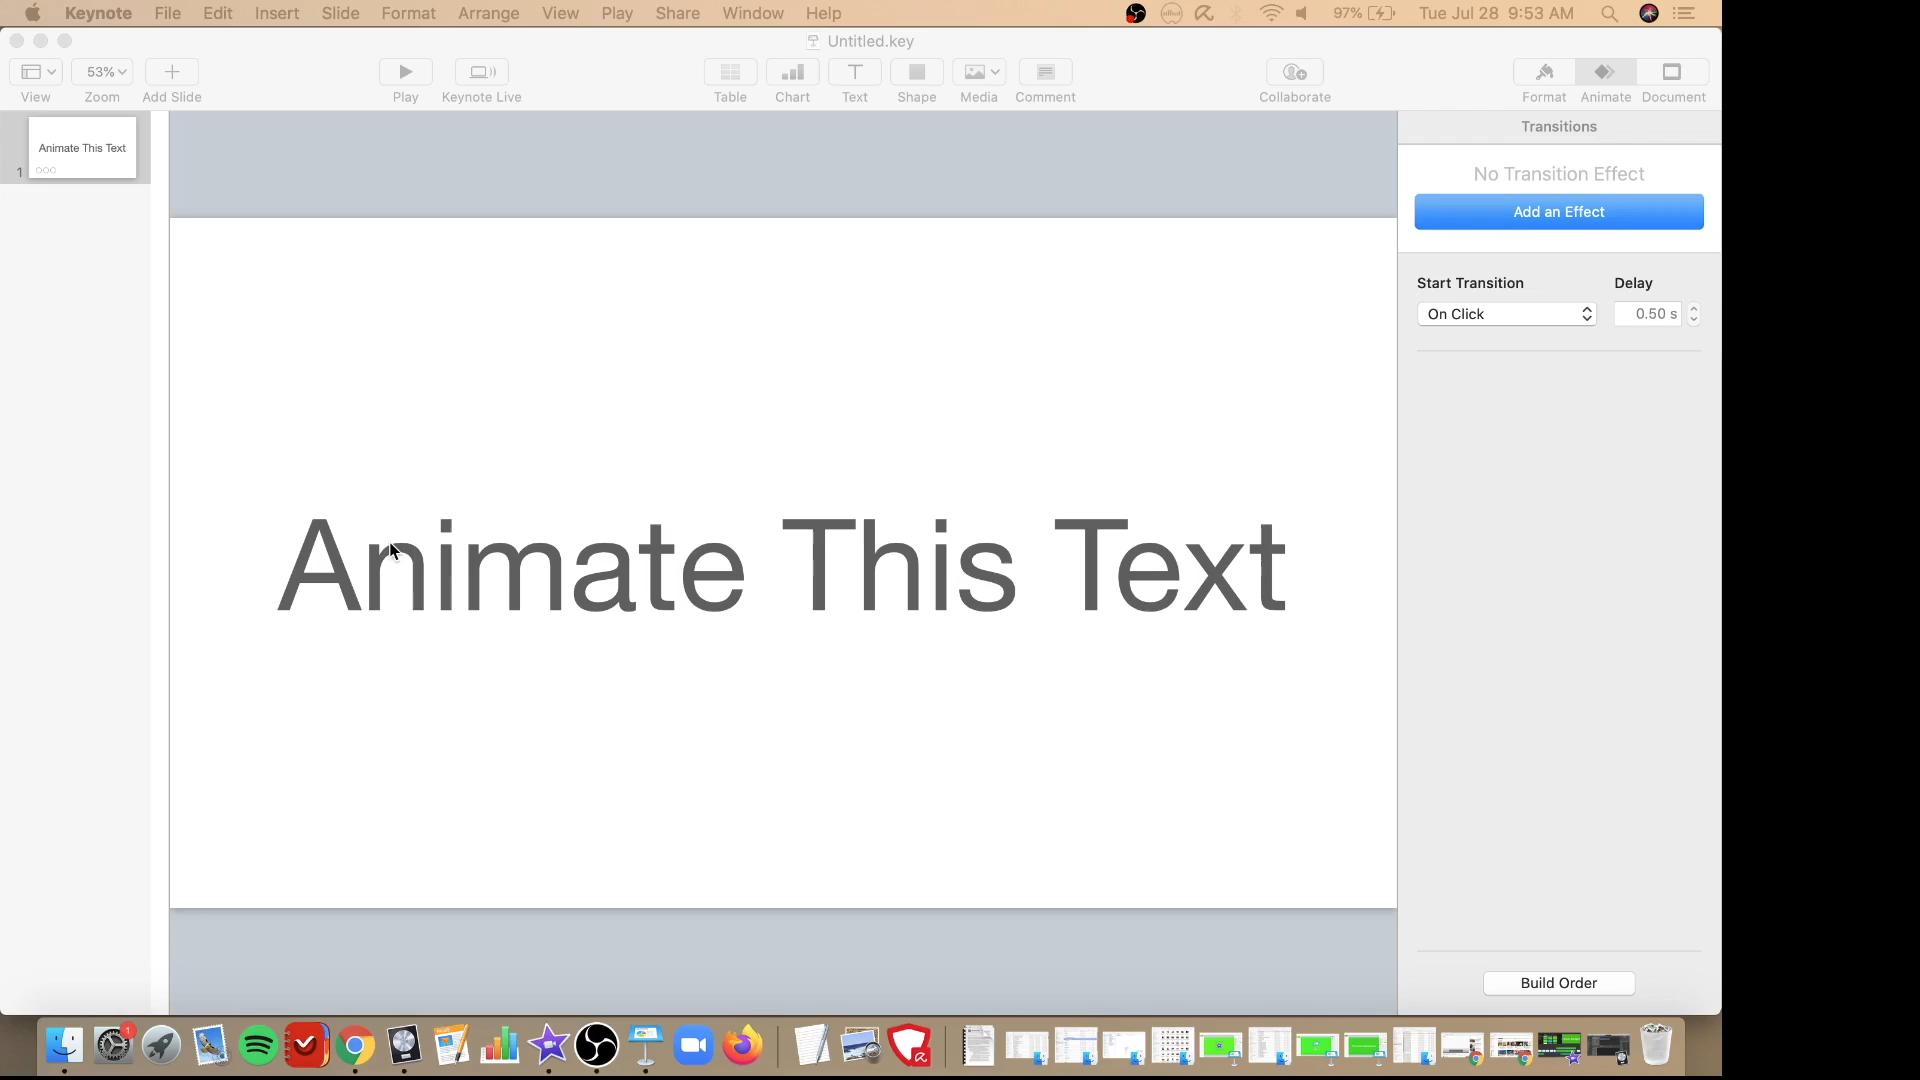 Keynote File Edit Insert Slide Format Arrange View Play Share Window Help 97% Tue Jul 28 9:53 AM
Untitled.key
53%
View Zoom Add Slide Play Keynote Live Table Chart Text Shape Media Comment Collaborate Format Animate Document
Transitions
Animate This Text
1
No Transition Effect
Add an Effect
Start Transition Delay
On Click 0.50 s
Animate This Text
Build Order
1